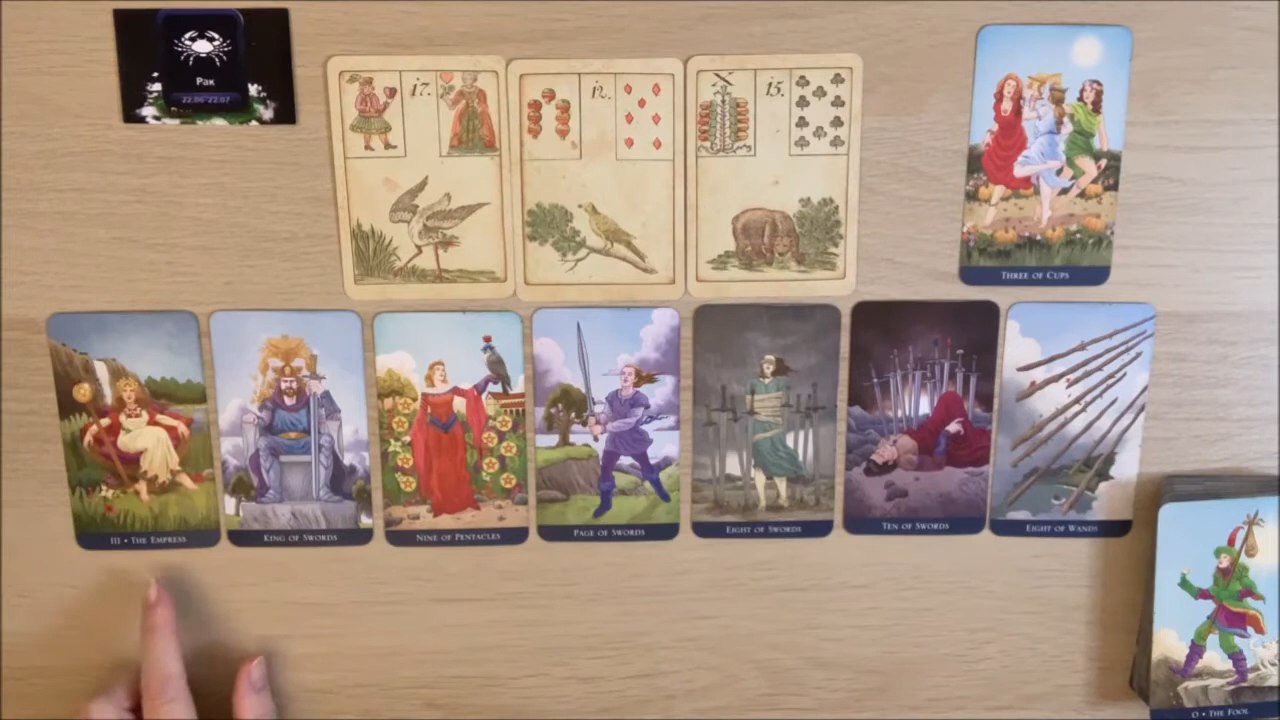 Рак
22.06-22.07
17.
12.
X
15.
THREE OF CUPS
III • THE EMPRESS
KING OF SWORDS
NINE OF PENTACLES
PAGE OF SWORDS
EIGHT OF SWORDS
TEN OF SWORDS
EIGHT OF WANDS
0 • THE FOOL